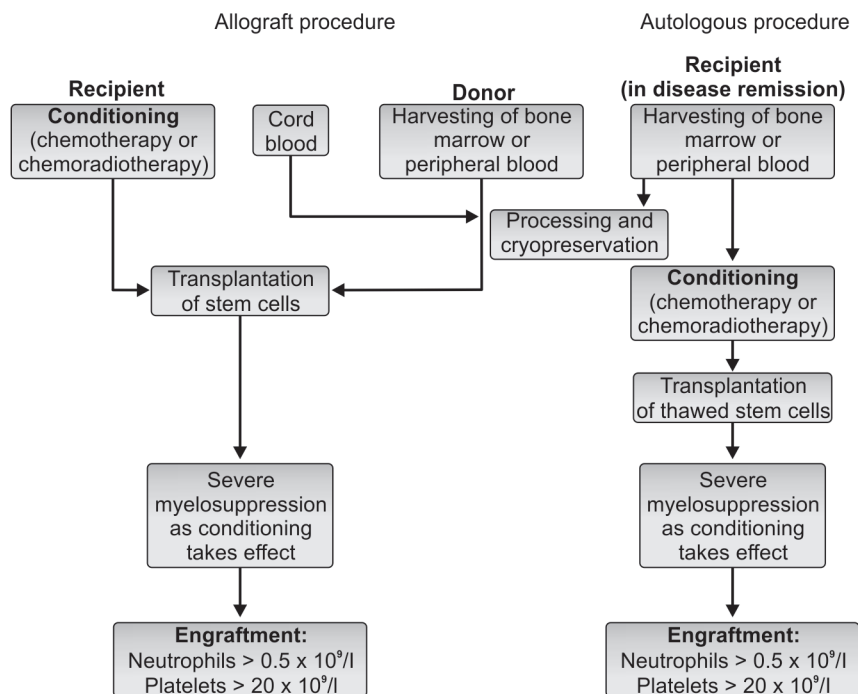 Allograft procedure
Autologous procedure
Recipient
Conditioning
(chemotherapy or
chemoradiotherapy)
Cord
blood
Donor
Harvesting of bone
marrow or
peripheral blood
Recipient
(in disease remission)
Harvesting of bone
marrow or
peripheral blood
Processing and
cryopreservation
Transplantation
of stem cells
Conditioning
(chemotherapy or
chemoradiotherapy)
Transplantation
of thawed stem cells
Severe
myelosuppression
as conditioning
takes effect
Severe
myelosuppression
as conditioning
takes effect
Engraftment:
Neutrophils > 0.5 x 10⁹/l
Platelets > 20 x 10⁹/l
Engraftment:
Neutrophils > 0.5 x 10⁹/l
Platelets > 20 x 10⁹/l